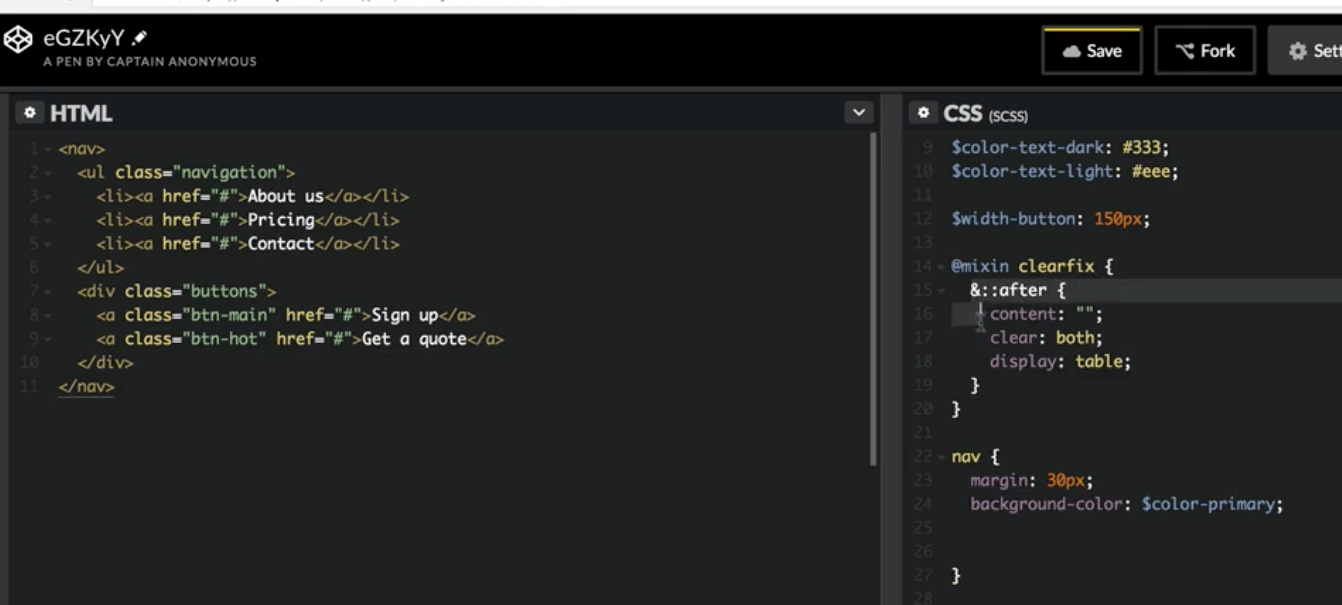 eGZKyY
A PEN BY CAPTAIN ANONYMOUS
Save
Fork
HTML
1 <nav>
2 <ul class="navigation">
3 <li><a href="#">About us</a></li>
4 <li><a href="#">Pricing</a></li>
5 <li><a href="#">Contact</a></li>
6 </ul>
7 <div class="buttons">
8 <a class="btn-main" href="#">Sign up</a>
9 <a class="btn-hot" href="#">Get a quote</a>
10 </div>
11 </nav>
CSS (SCSS)
9 $color-text-dark: #333;
10 $color-text-light: #eee;
11
12 $width-button: 150px;
13
14 @mixin clearfix {
15 &::after {
16 content: "";
17 clear: both;
18 display: table;
19 }
20 }
21
22 nav {
23 margin: 30px;
24 background-color: $color-primary;
25
26
27 }
28